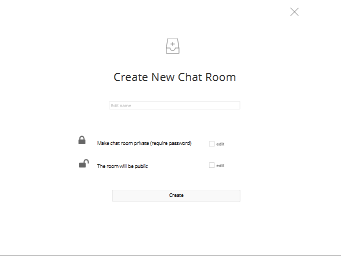 Create New Chat Room
Edit name
Make chat room private (require password)
edit
The room will be public
edit
Create